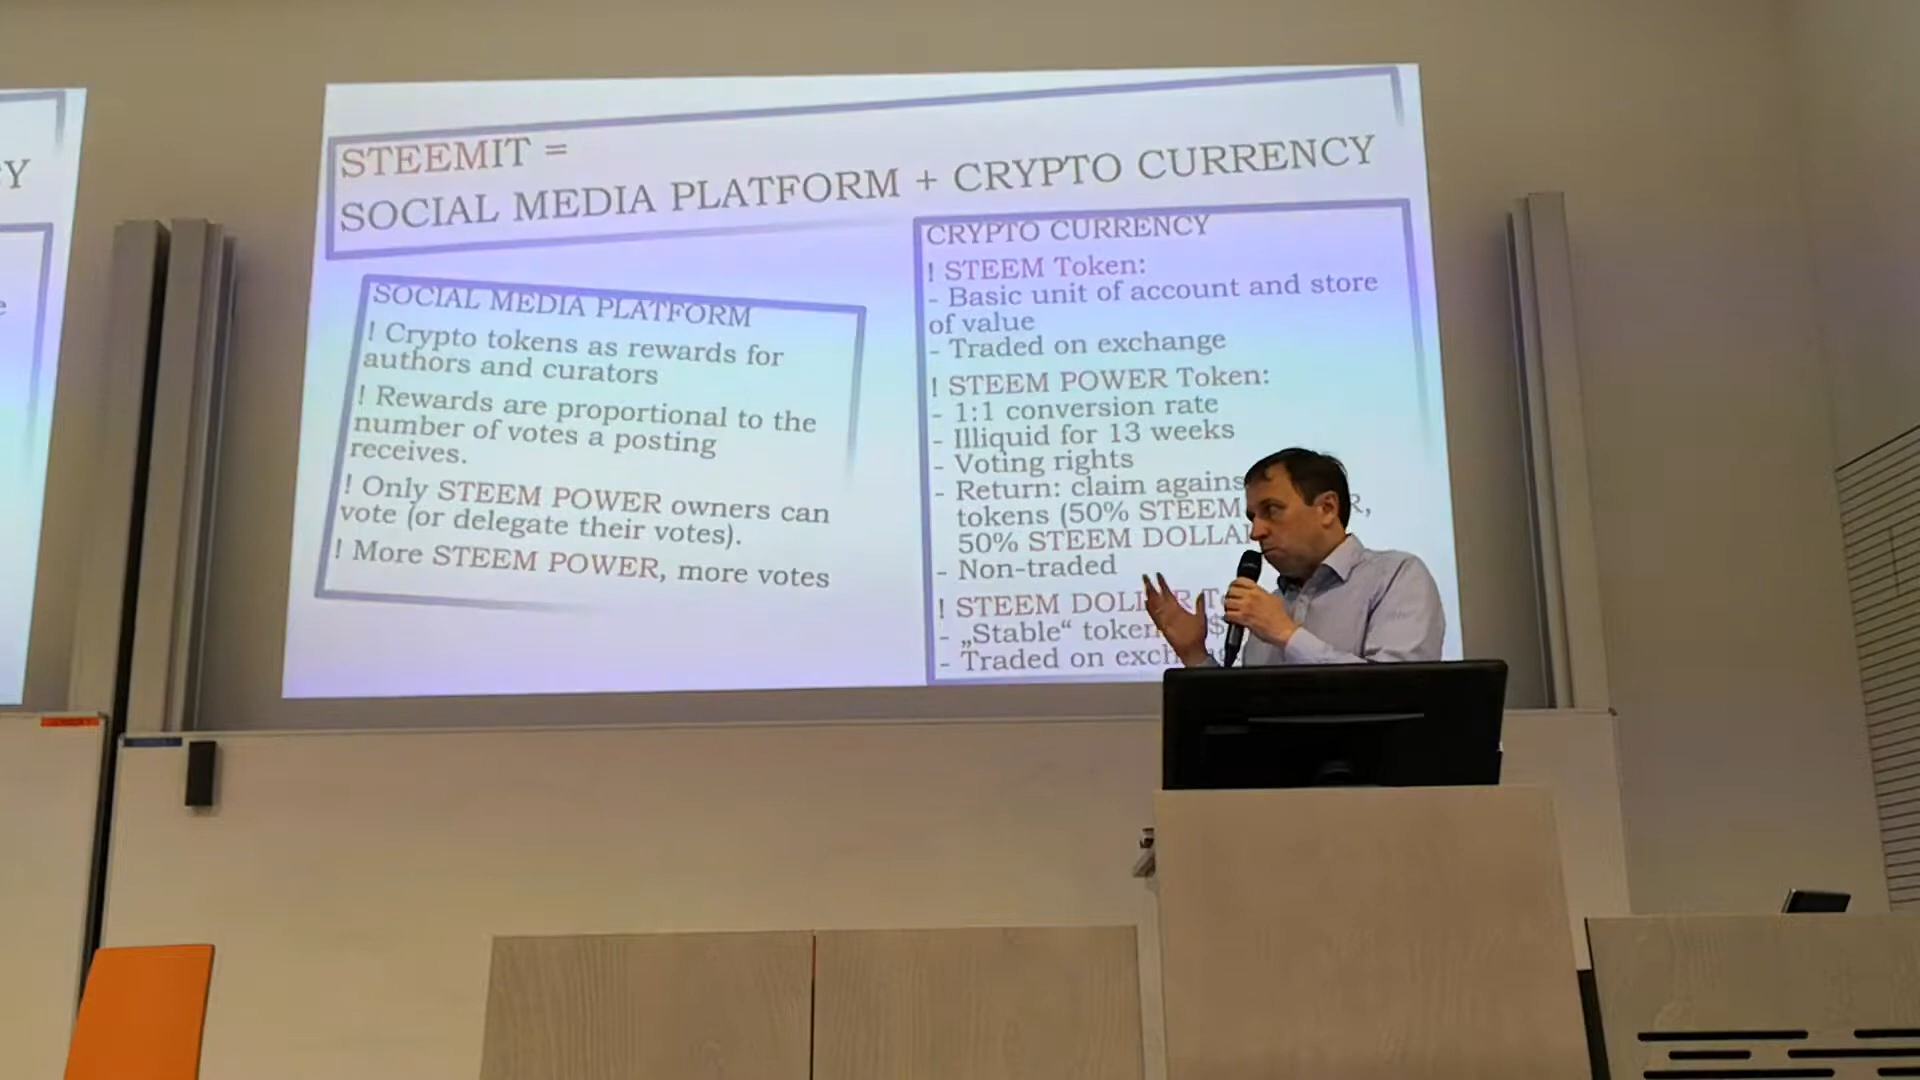 STEEMIT =
SOCIAL MEDIA PLATFORM + CRYPTO CURRENCY
SOCIAL MEDIA PLATFORM
! Crypto tokens as rewards for
authors and curators
! Rewards are proportional to the
number of votes a posting
receives.
! Only STEEM POWER owners can
vote (or delegate their votes).
! More STEEM POWER, more votes
CRYPTO CURRENCY
! STEEM Token:
- Basic unit of account and store
of value
- Traded on exchange
! STEEM POWER Token:
- 1:1 conversion rate
- Illiquid for 13 weeks
- Voting rights
- Return: claim agains
tokens (50% STEEM R,
50% STEEM DOLLA
- Non-traded
! STEEM DOLL R T
- „Stable“ token $
- Traded on exch
Y
e